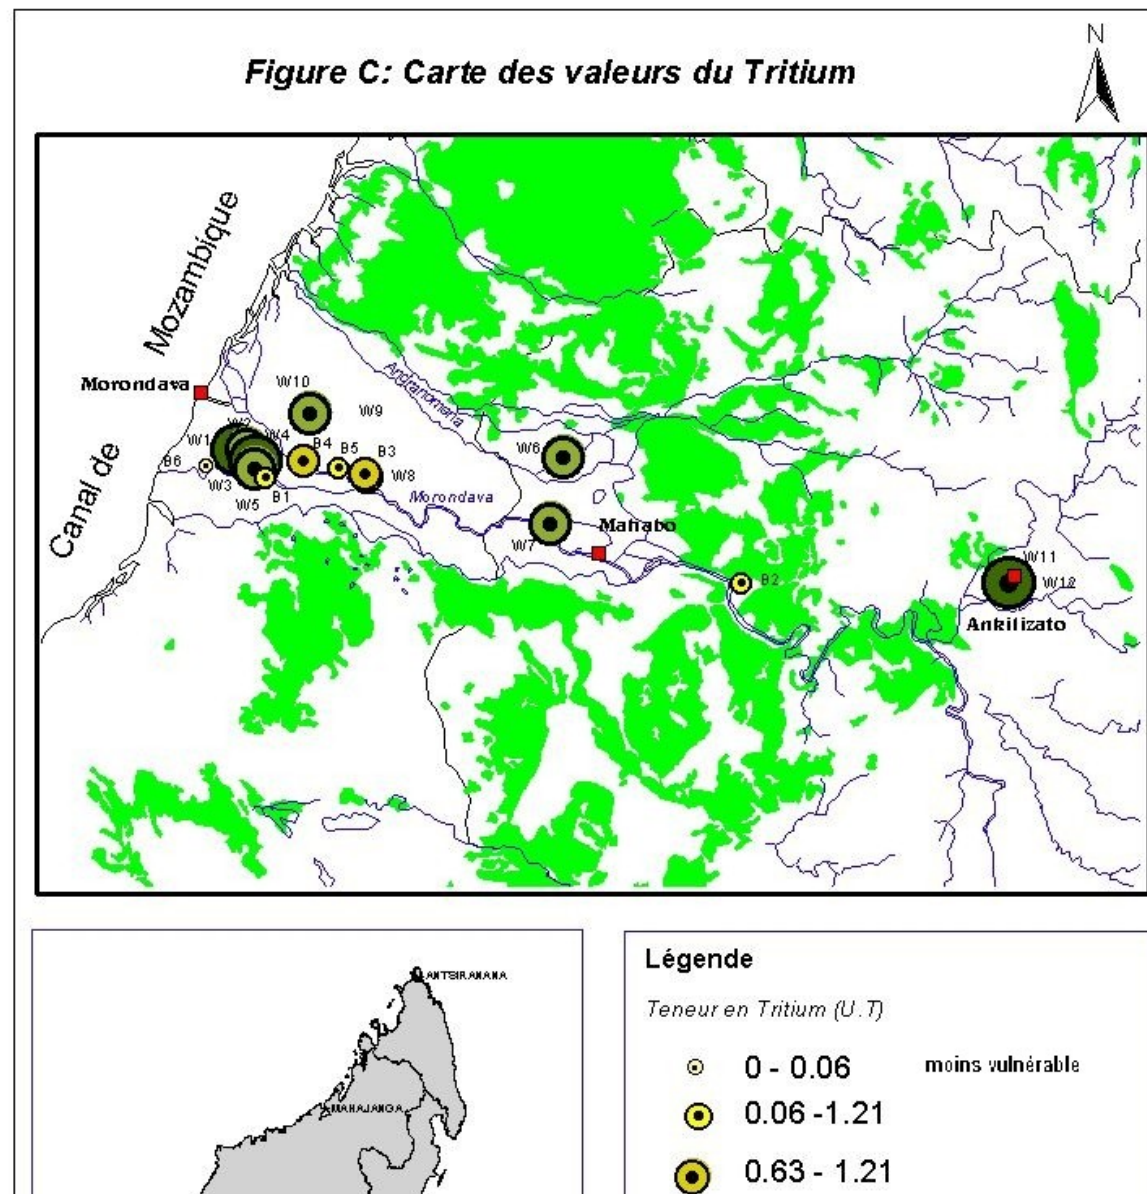 N
Figure C: Carte des valeurs du Tritium
Canal de Mozambique
Morondava
W10
W9
Andranomena
W1
W2
W4
B4
B5
B3
W6
B6
W3
B1
W8
W5
Morondava
W7
Mahabo
B2
W11
W12
Ankilizato
ANTSIRANANA
MAHAJANGA
Légende
Teneur en Tritium (U.T)
0 - 0.06 moins vulnérable
0.06 -1.21
0.63 - 1.21